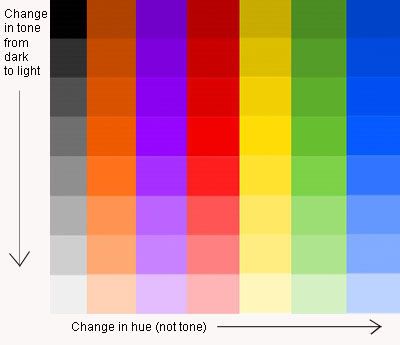 Change
in tone
from
dark
to light
Change in hue (not tone)